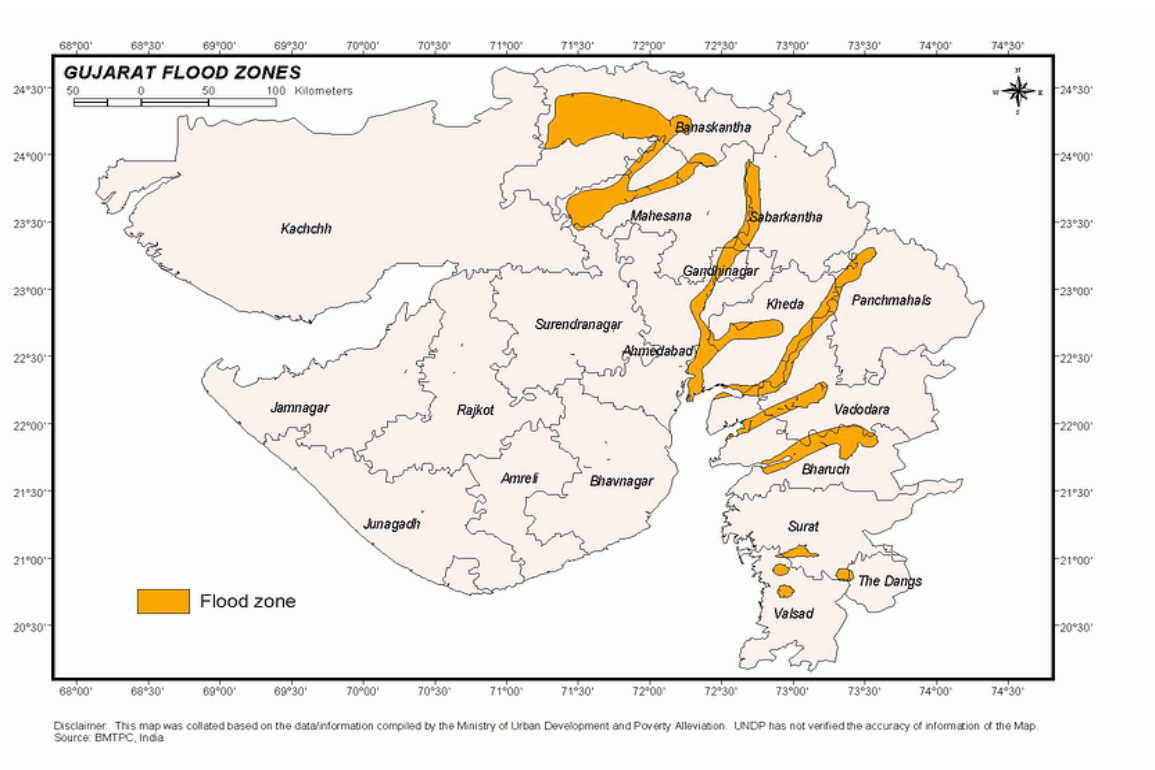 68°00' 68°30' 69°00' 69°30' 70°00' 70°30' 71°00' 71°30' 72°00' 72°30' 73°00' 73°30' 74°00' 74°30'
GUJARAT FLOOD ZONES
50 0 50 100 Kilometers
N
W E
S
24°30' 24°30'
Banaskantha
24°00' 24°00'
Mahesana
Sabarkantha
23°30' 23°30'
Kachchh
Gandhinagar
23°00' 23°00'
Kheda
Panchmahals
Surendranagar
Ahmedabad
22°30' 22°30'
Jamnagar
Rajkot
Vadodara
22°00' 22°00'
Bharuch
Amreli
Bhavnagar
21°30' 21°30'
Junagadh
Surat
21°00' 21°00'
The Dangs
Flood zone
Valsad
20°30' 20°30'
68°00' 68°30' 69°00' 69°30' 70°00' 70°30' 71°00' 71°30' 72°00' 72°30' 73°00' 73°30' 74°00' 74°30'
Disclaimer: This map was collated based on the data/information compiled by the Ministry of Urban Development and Poverty Alleviation. UNDP has not verified the accuracy of information of the Map.
Source: BMTPC, India